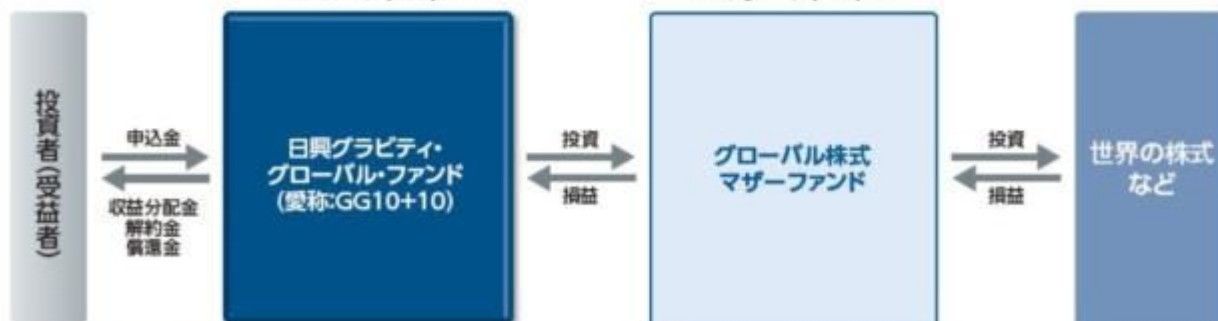 投資者(受益者)
申込金
収益分配金
解約金
償還金
日興グラビティ・
グローバル・ファンド
(愛称:GG10+10)
投資
損益
グローバル株式
マザーファンド
投資
損益
世界の株式
など